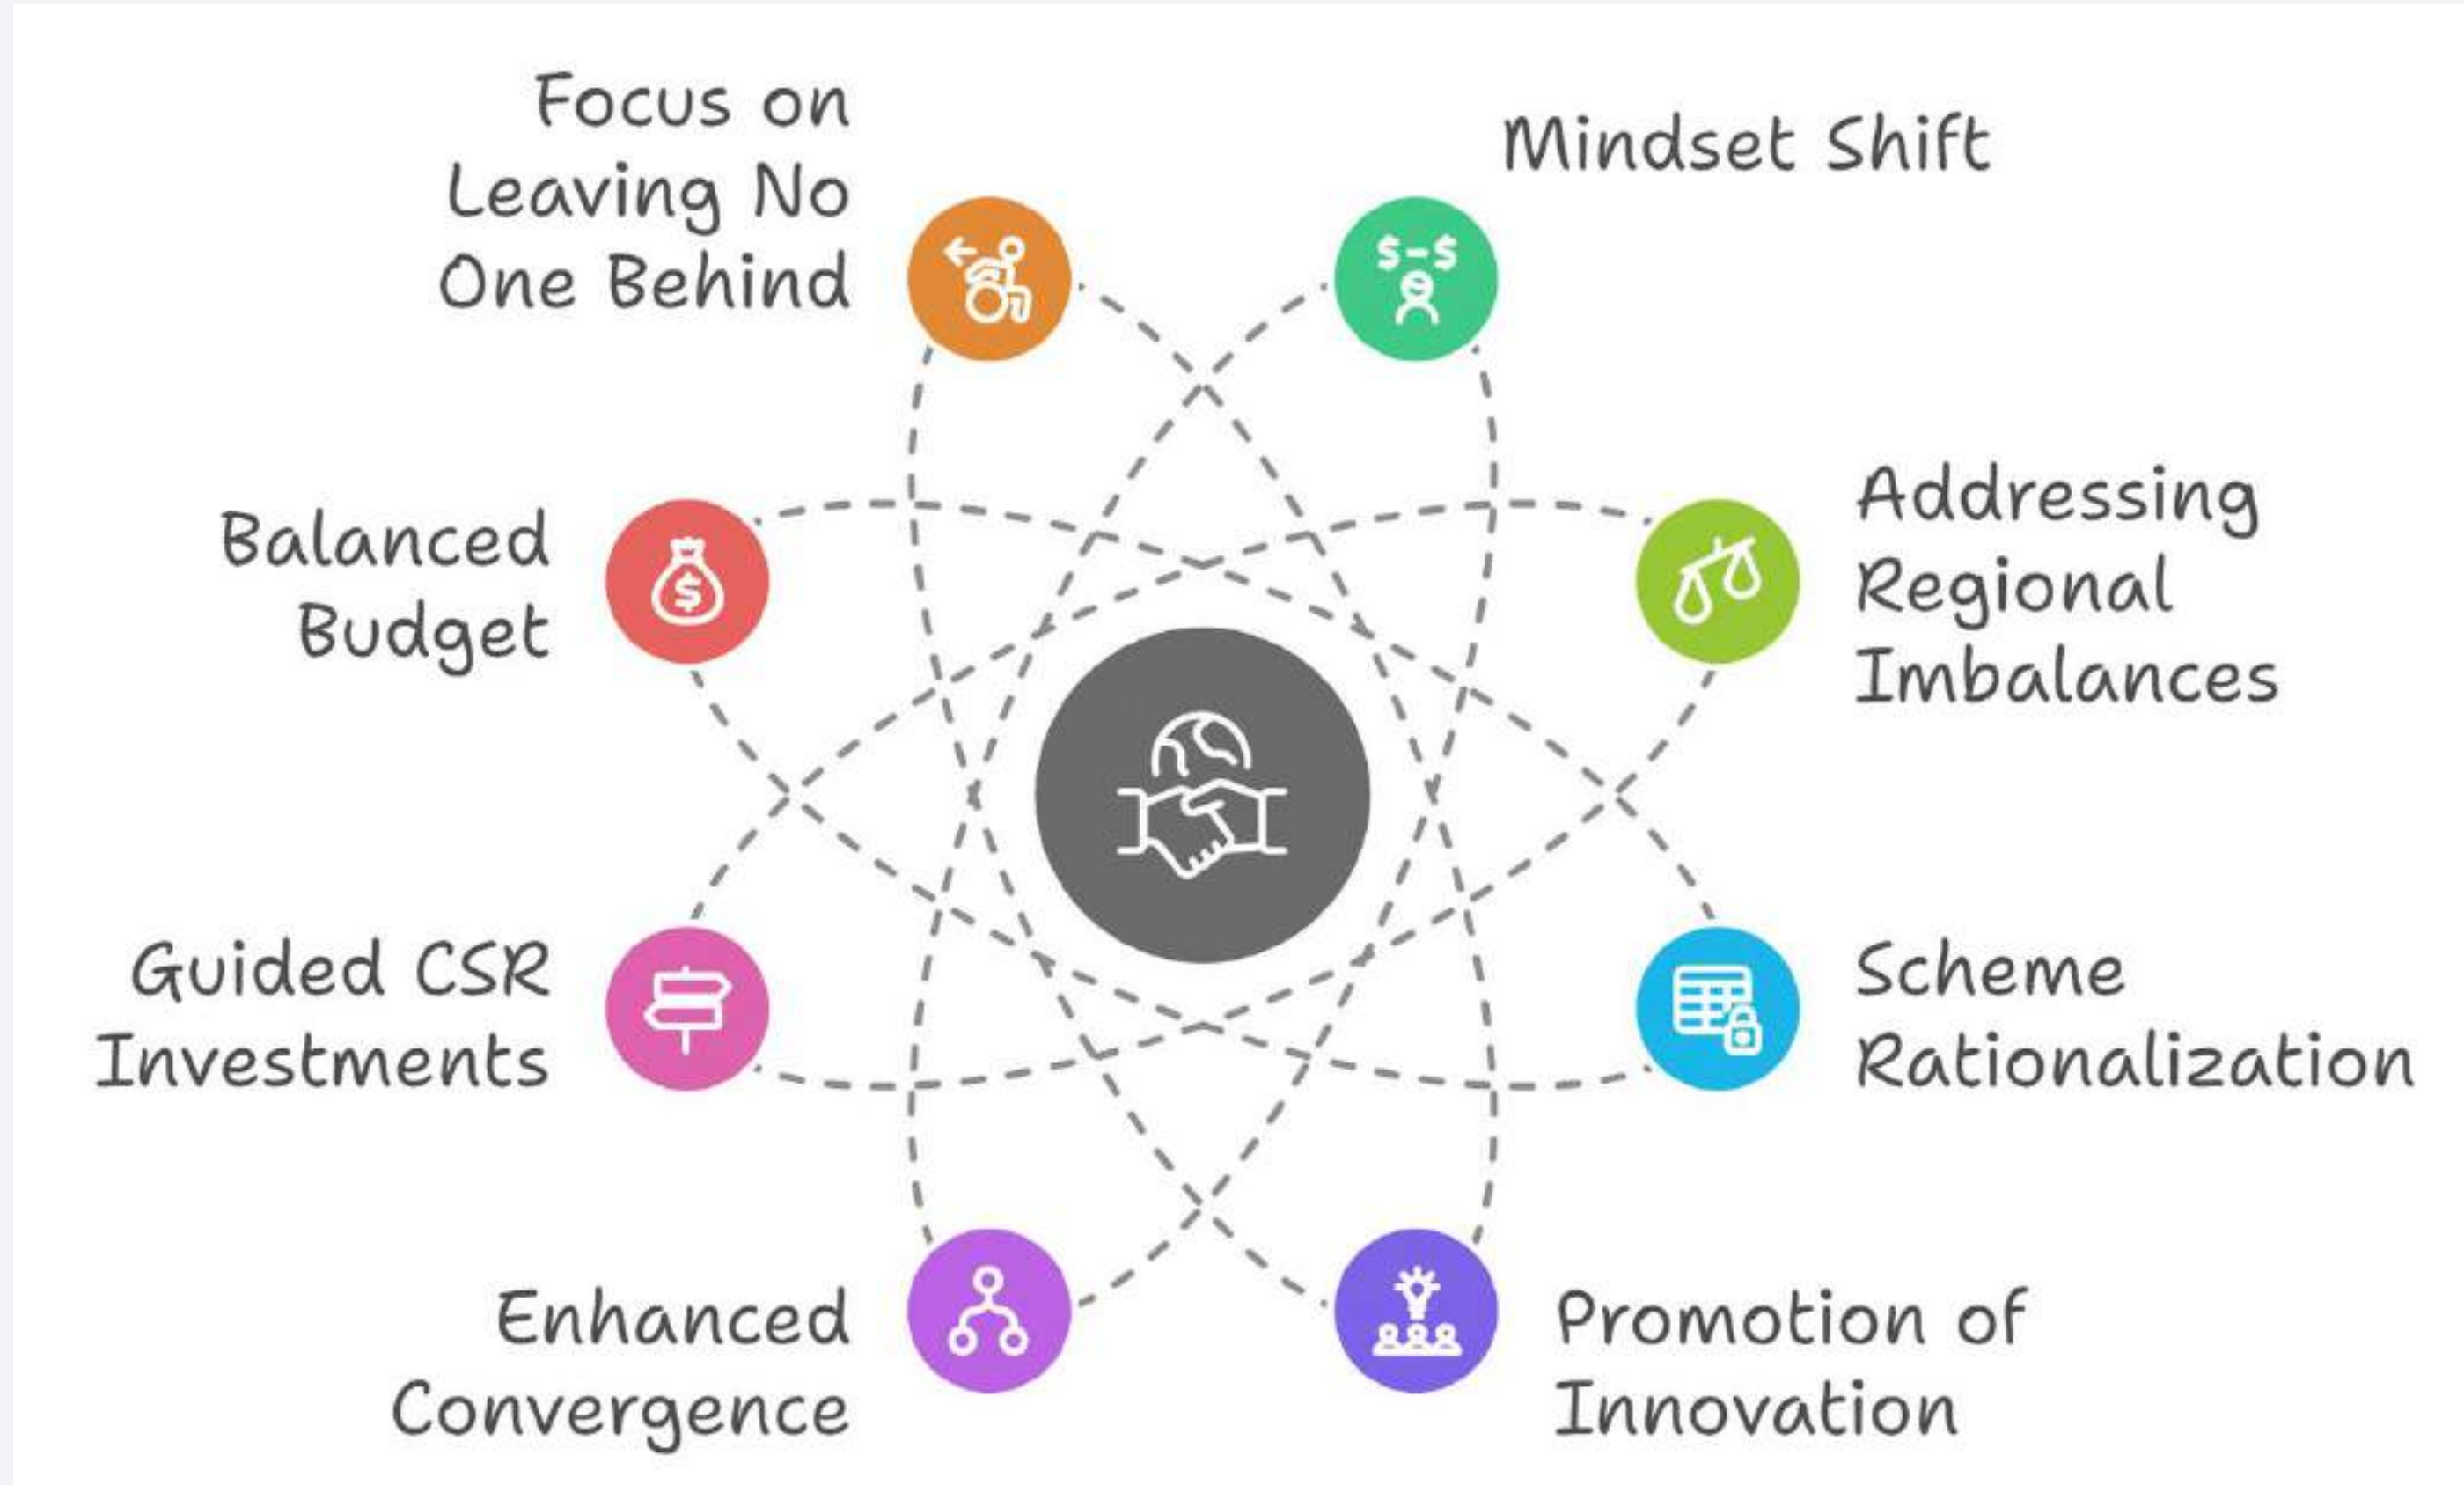 Focus on
Leaving No
One Behind
Mindset Shift
Balanced
Budget
Addressing
Regional
Imbalances
Guided CSR
Investments
Scheme
Rationalization
Enhanced
Convergence
Promotion of
Innovation